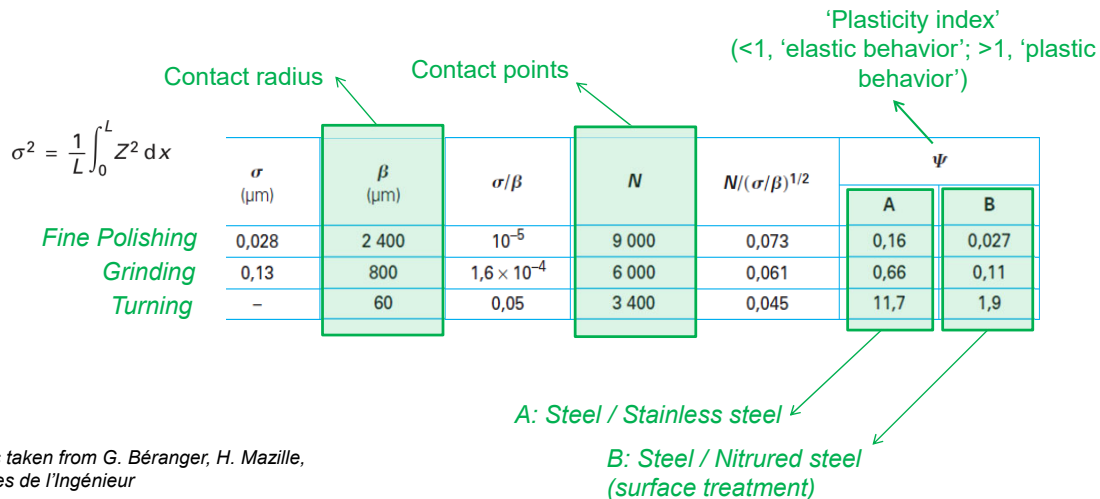 ‘Plasticity index’
(<1, ‘elastic behavior’; >1, ‘plastic
behavior’)
Contact radius
Contact points
σ² = 1/L ∫₀ᴸ Z² dx
σ (µm) β (µm) σ/β N N/(σ/β)^1/2 Ψ
A B
Fine Polishing 0,028 2 400 10⁻⁵ 9 000 0,073 0,16 0,027
Grinding 0,13 800 1,6 × 10⁻⁴ 6 000 0,061 0,66 0,11
Turning – 60 0,05 3 400 0,045 11,7 1,9
A: Steel / Stainless steel
B: Steel / Nitrured steel
(surface treatment)
taken from G. Béranger, H. Mazille,
de l’Ingénieur